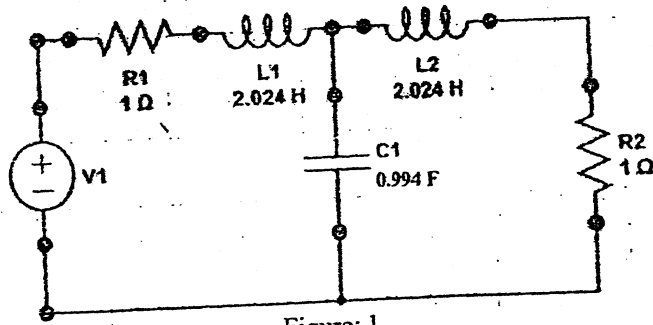 R1
1 Ω
L1
2.024 H
L2
2.024 H
V1
+
−
C1
0.994 F
R2
1 Ω
Figure: 1